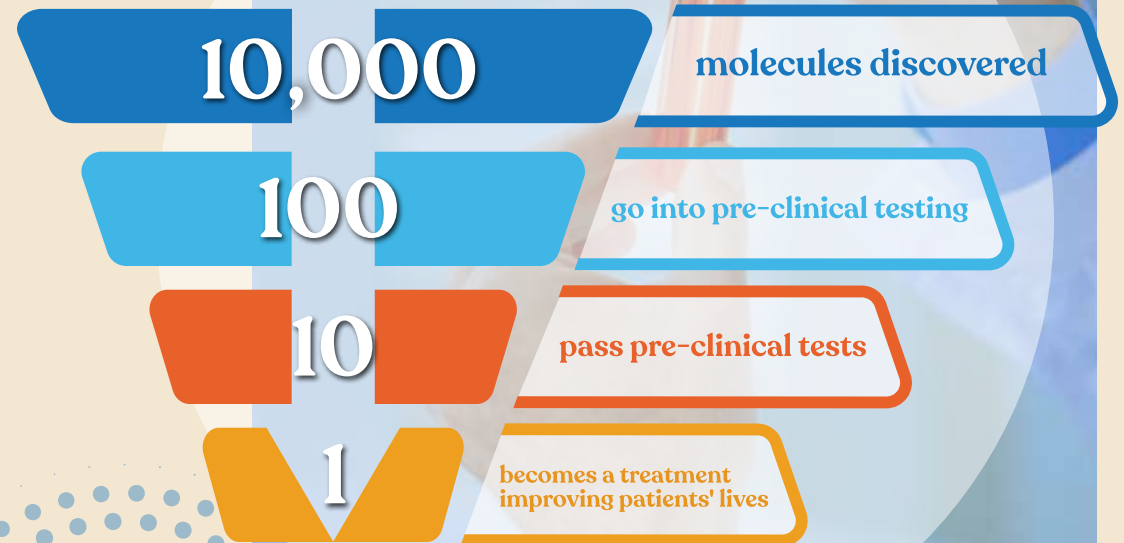 10,000
molecules discovered
100
go into pre-clinical testing
10
pass pre-clinical tests
1
becomes a treatment
improving patients' lives